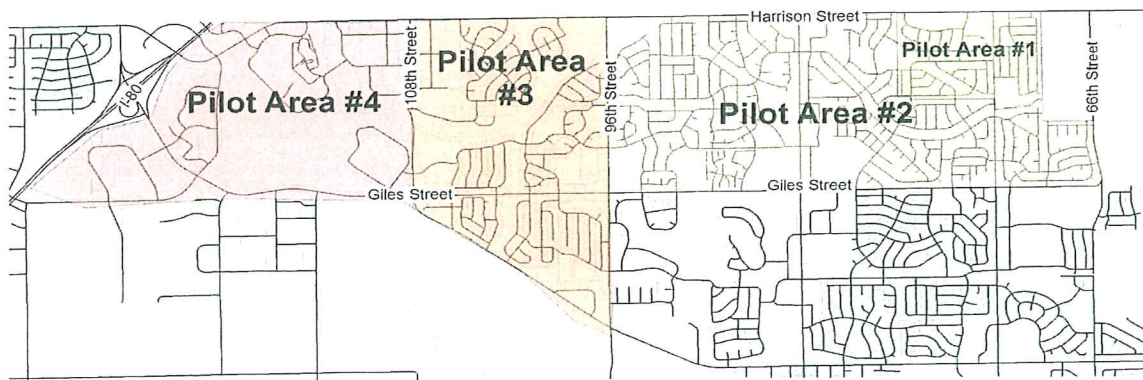 Harrison Street
Pilot Area #1
Pilot Area
#3
108th Street
96th Street
66th Street
I-80
Pilot Area #4
Pilot Area #2
Giles Street
Giles Street